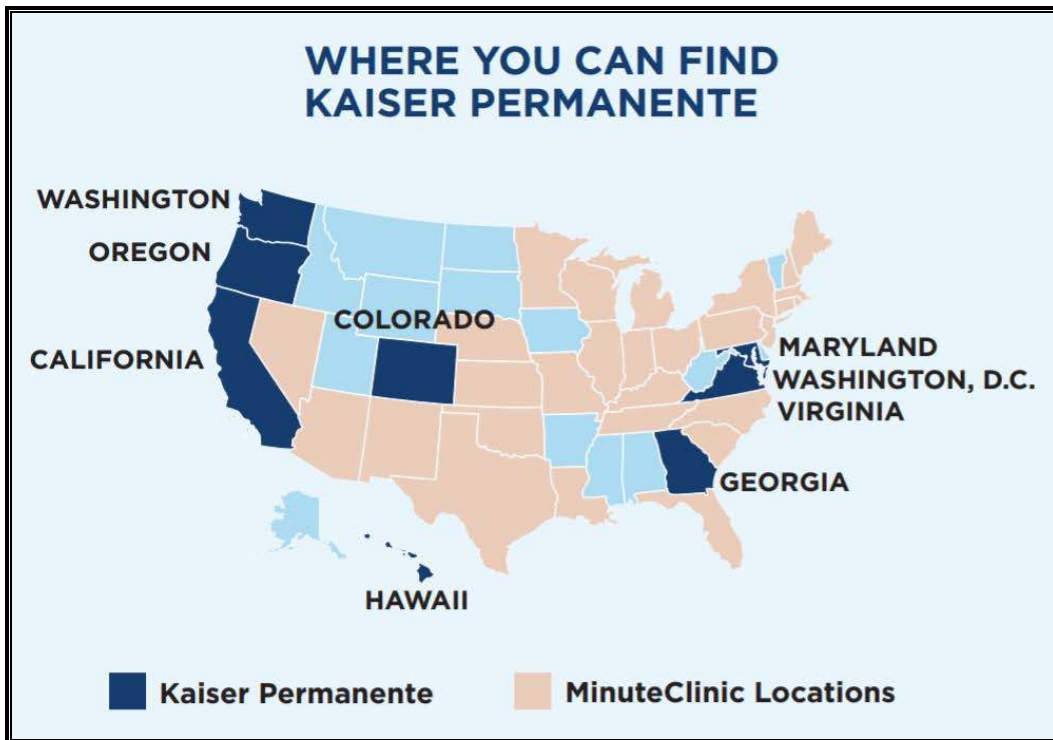 WHERE YOU CAN FIND
KAISER PERMANENTE
WASHINGTON
OREGON
COLORADO
CALIFORNIA
MARYLAND
WASHINGTON, D.C.
VIRGINIA
GEORGIA
HAWAII
Kaiser Permanente
MinuteClinic Locations